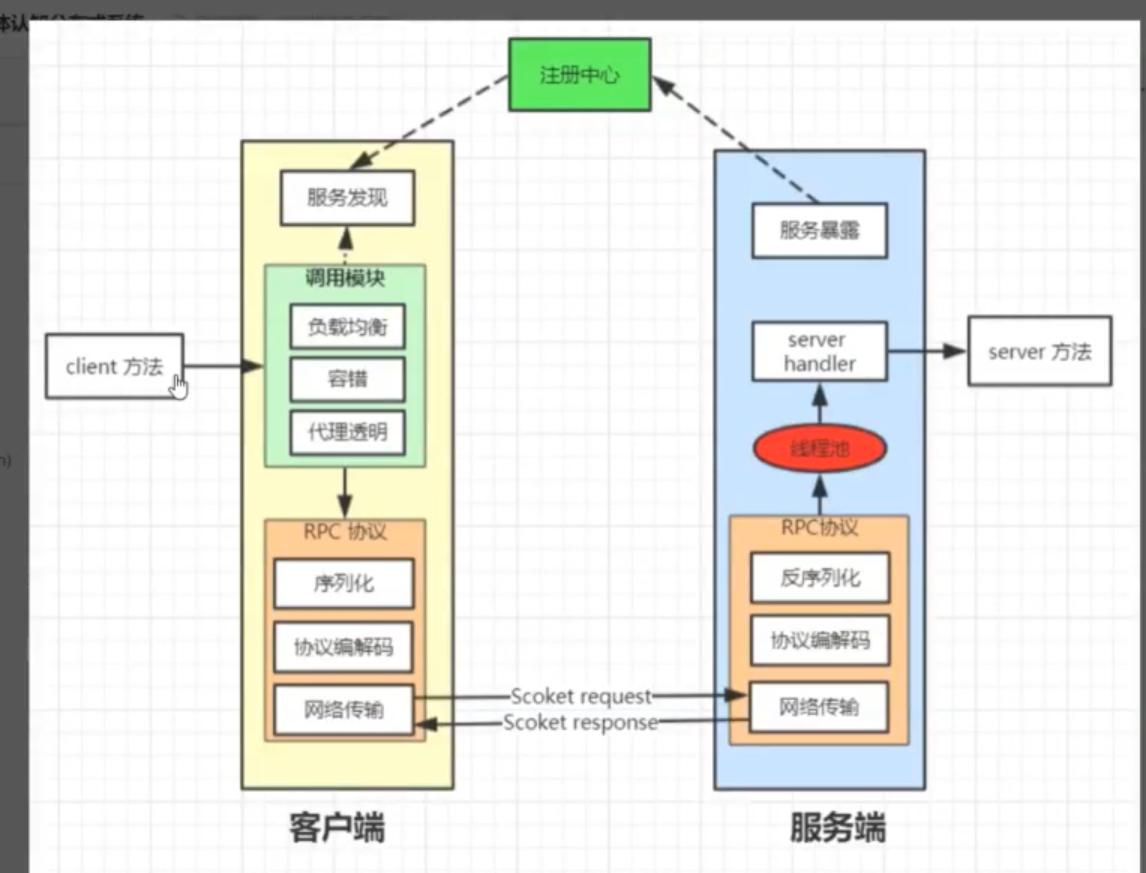 注册中心
服务发现
调用模块
负载均衡
容错
代理透明
client 方法
RPC 协议
序列化
协议编解码
网络传输
客户端
Scoket request
Scoket response
服务暴露
server
handler
server 方法
线程池
RPC协议
反序列化
协议编解码
网络传输
服务端